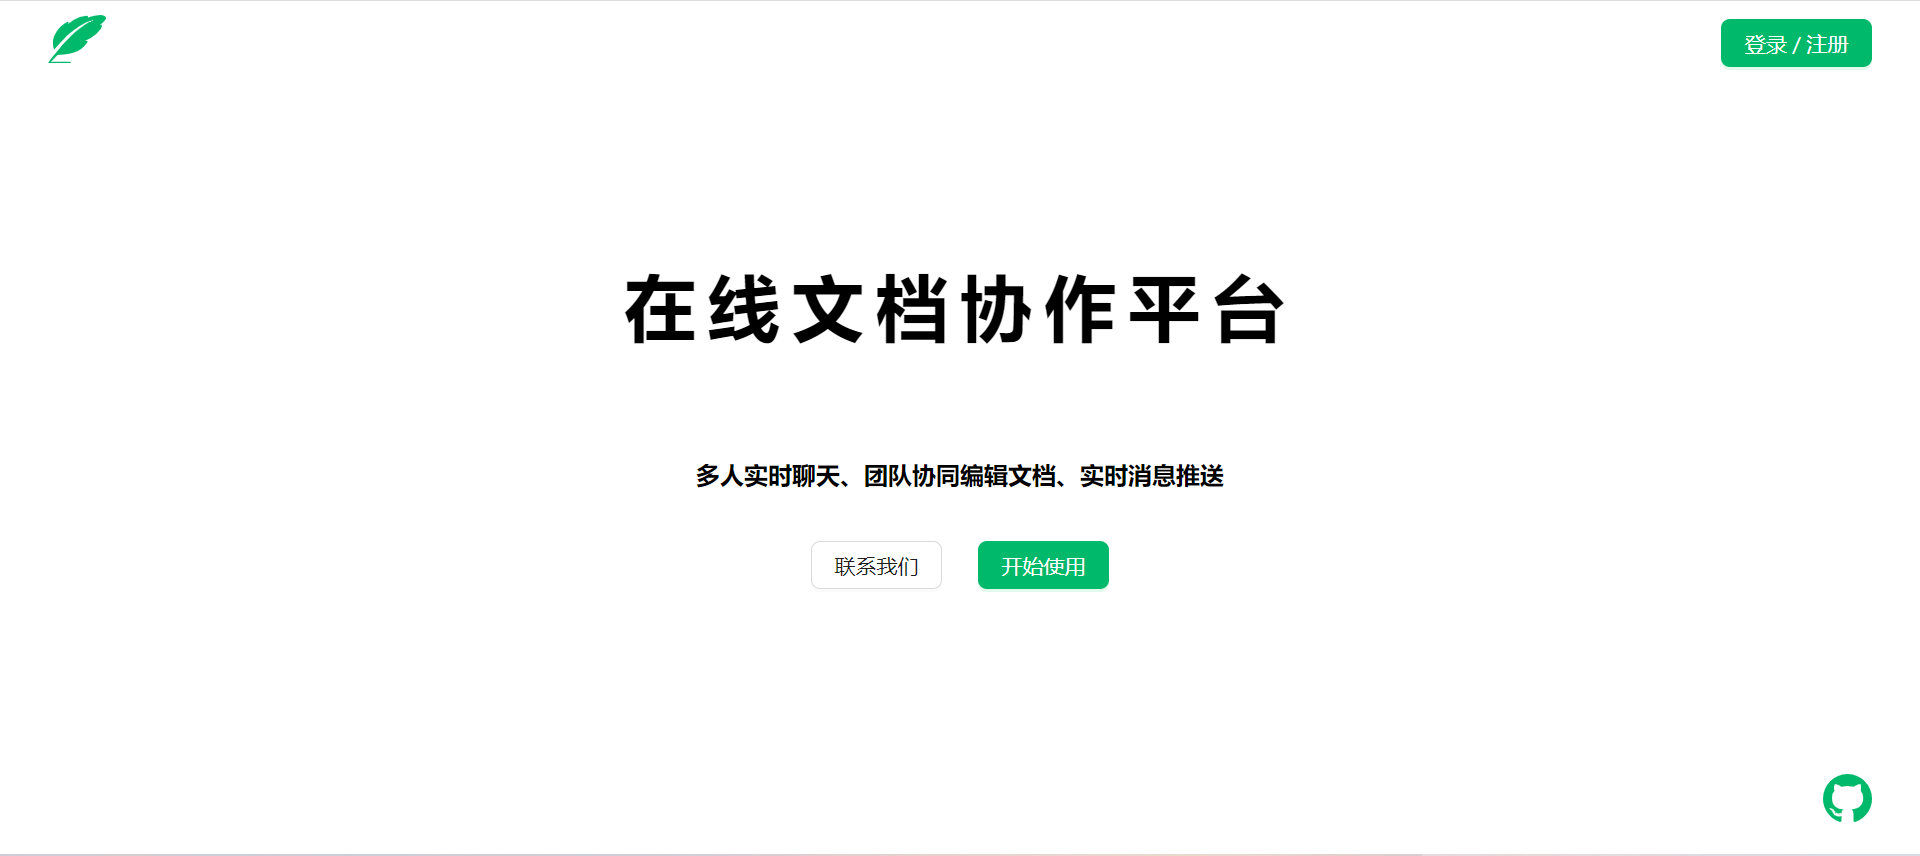 登录 / 注册
在线文档协作平台
多人实时聊天、团队协同编辑文档、实时消息推送
联系我们
开始使用